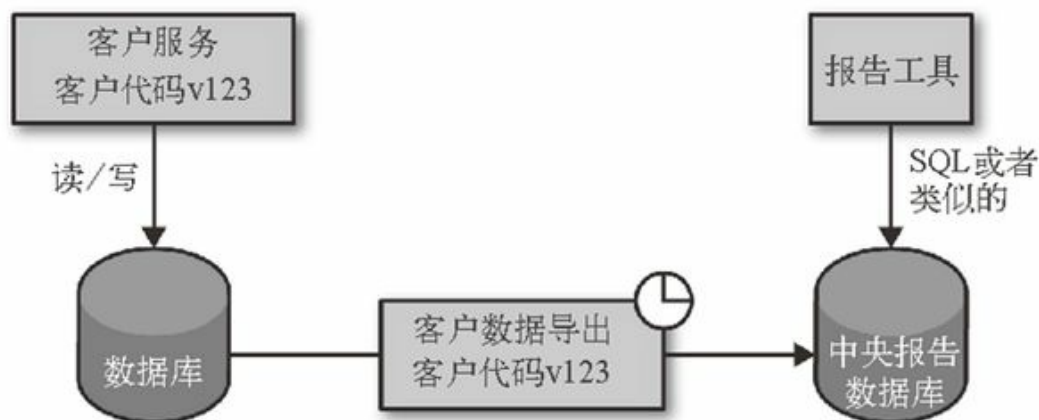 客户服务
客户代码v123
报告工具
读/写
SQL或者
类似的
数据库
客户数据导出
客户代码v123
中央报告
数据库